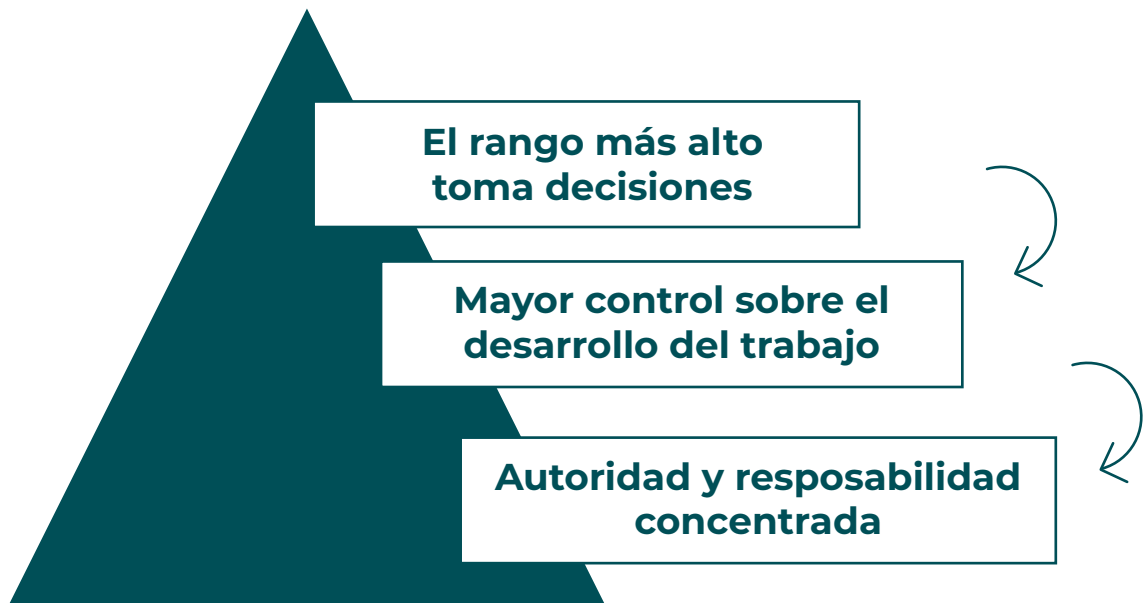 El rango más alto
toma decisiones
Mayor control sobre el
desarrollo del trabajo
Autoridad y resposabilidad
concentrada